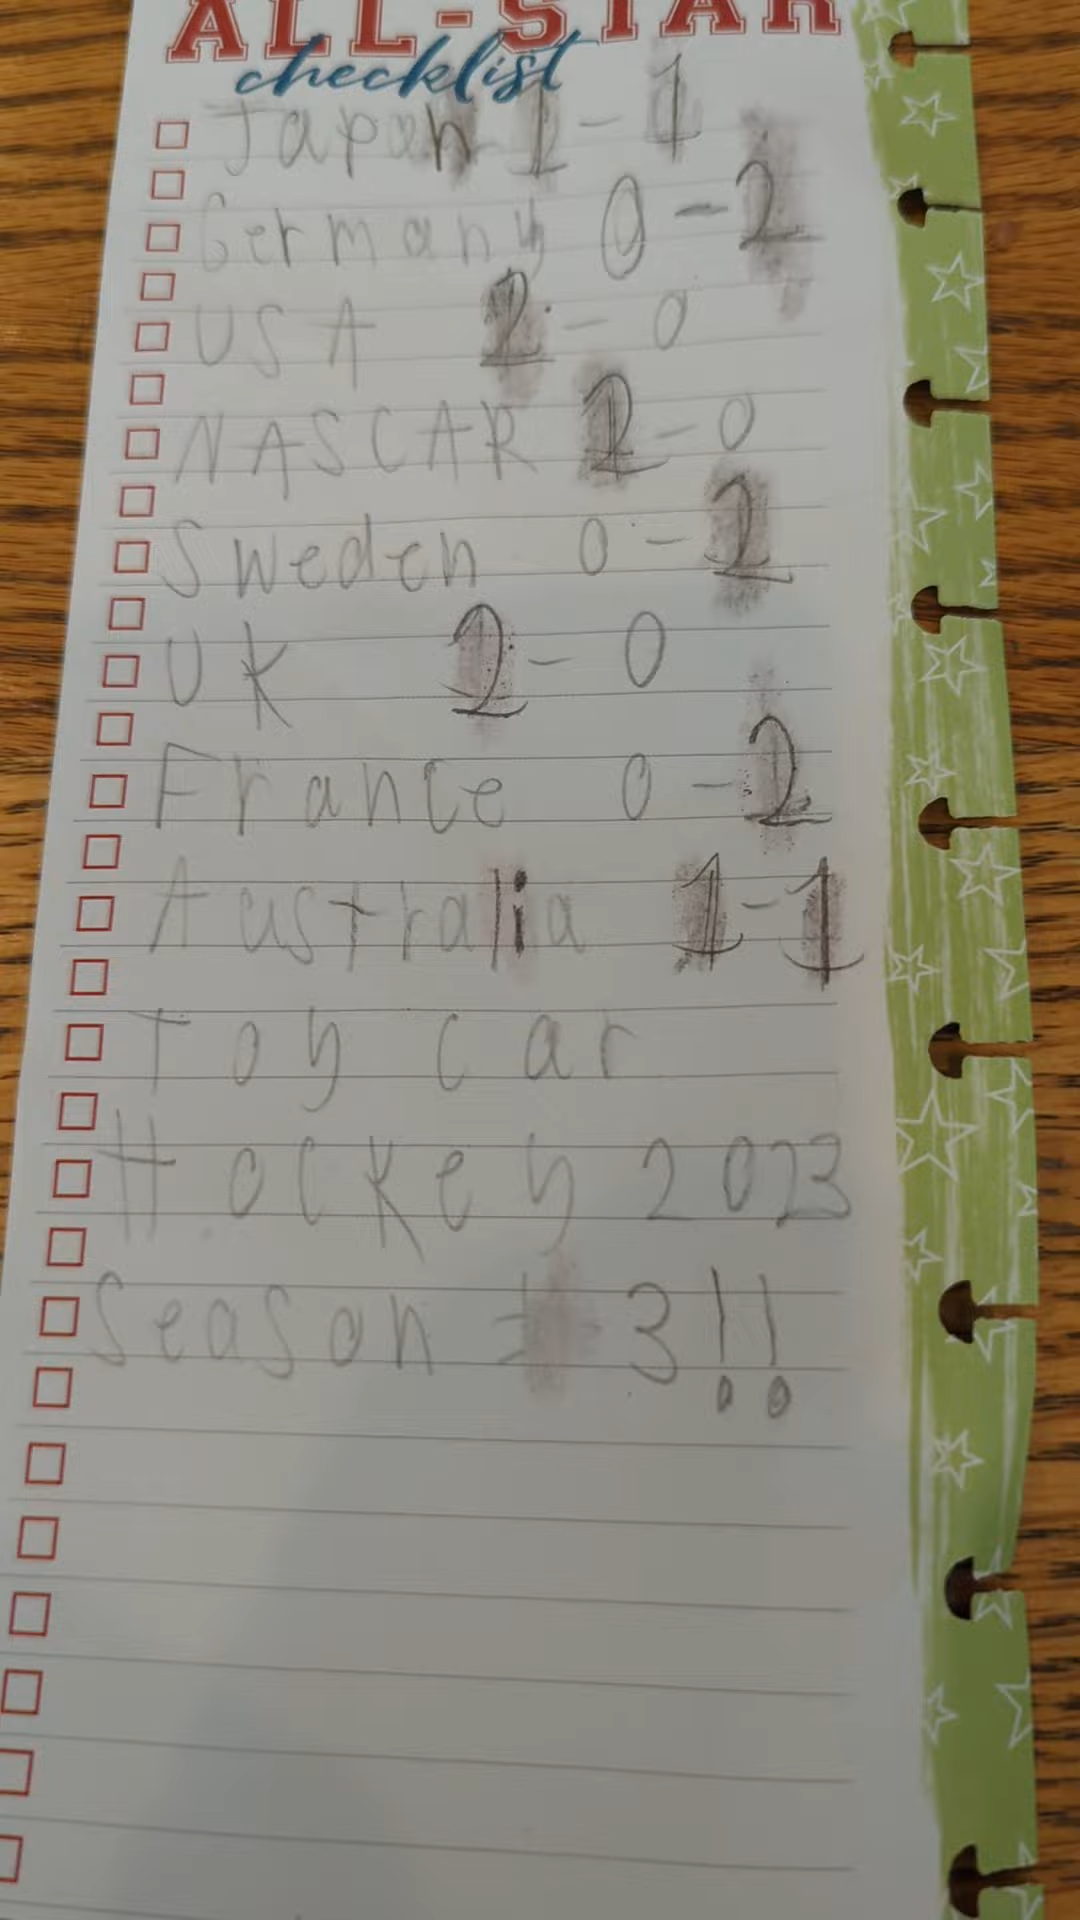 ALL-STAR
checklist
Japan 1-1
Germany 0-2
USA 2-0
NASCAR 2-0
Sweden 0-2
UK 2-0
France 0-2
Australia 1-1
Toy car
Hockey 2023
Season = 3!!